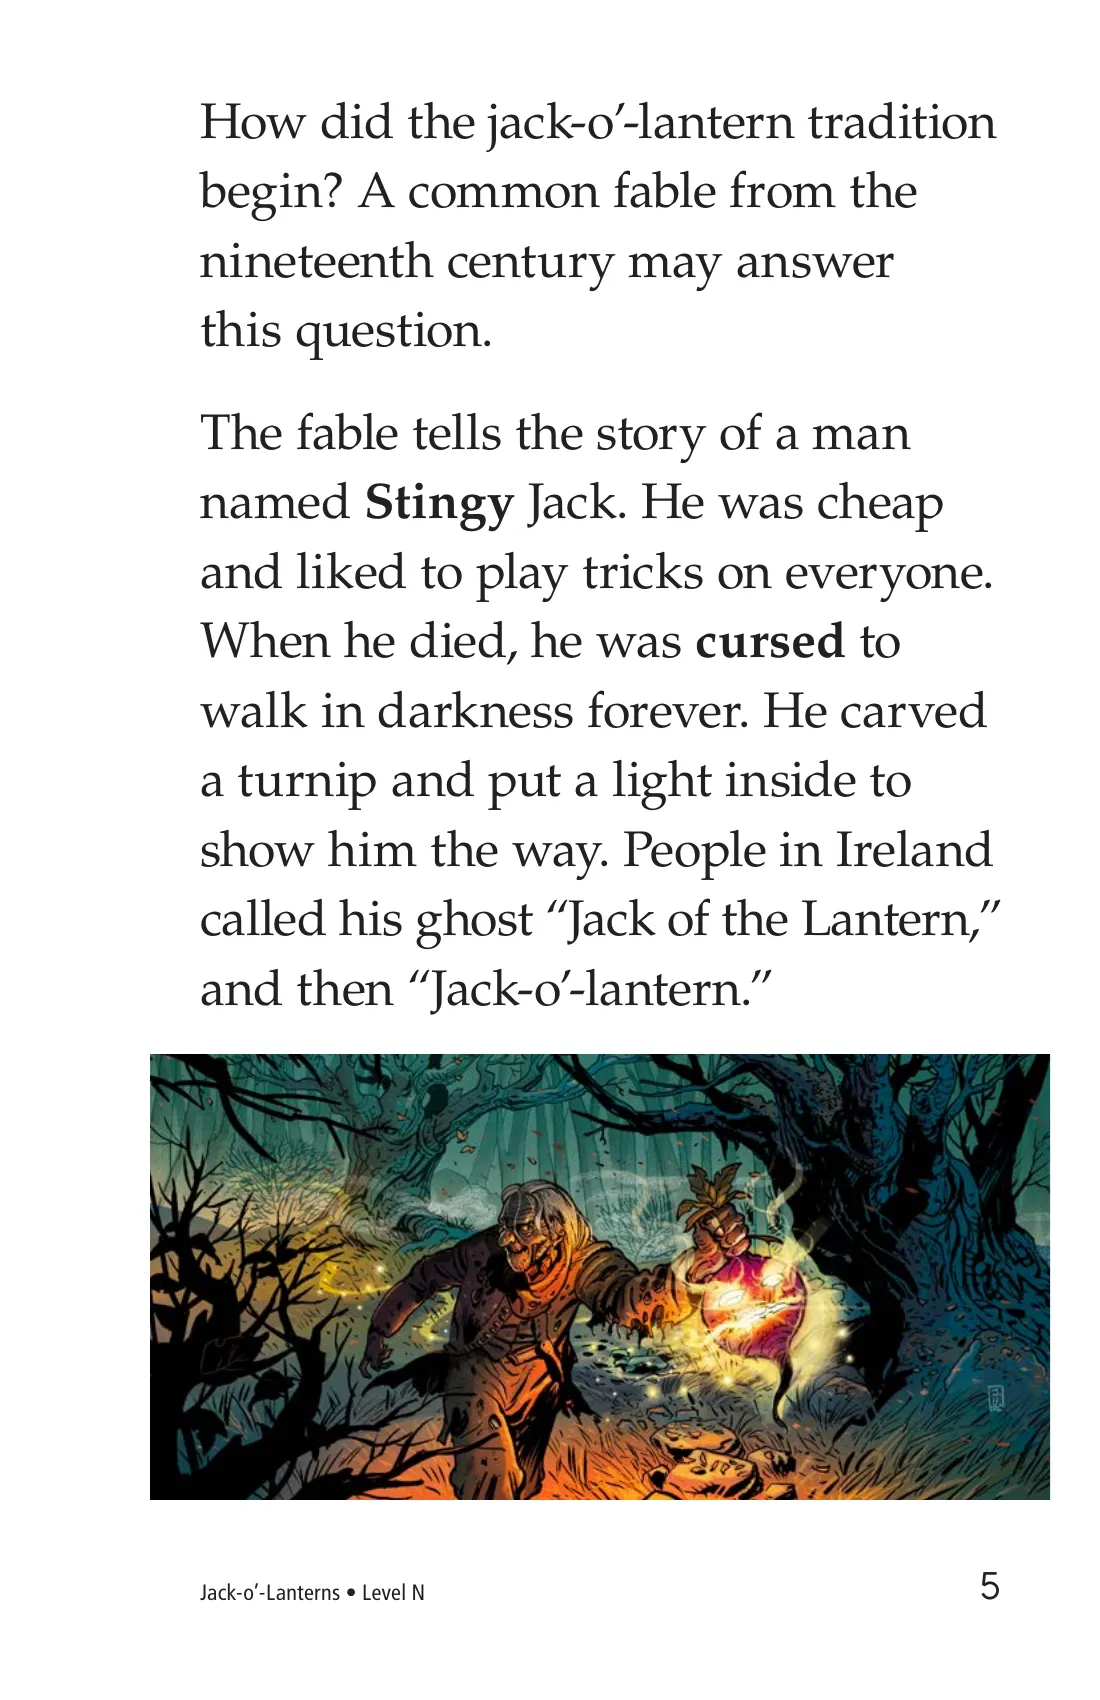 How did the jack-o’-lantern tradition
begin? A common fable from the
nineteenth century may answer
this question.
The fable tells the story of a man
named Stingy Jack. He was cheap
and liked to play tricks on everyone.
When he died, he was cursed to
walk in darkness forever. He carved
a turnip and put a light inside to
show him the way. People in Ireland
called his ghost “Jack of the Lantern,”
and then “Jack-o’-lantern.”
Jack-o’-Lanterns • Level N
5